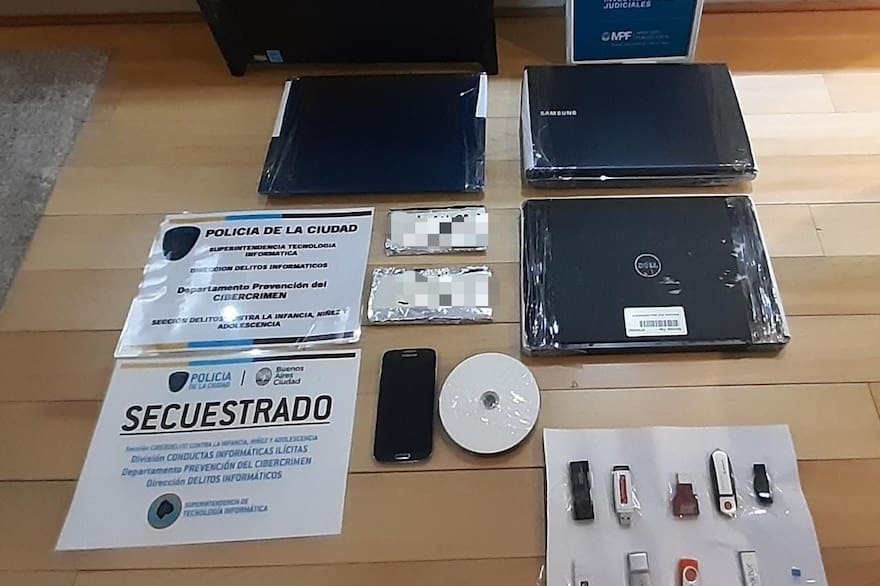 JUDICIALES
MPF
SAMSUNG
POLICIA DE LA CIUDAD
SUPERINTENDENCIA TECNOLOGIA
INFORMATICA
DIRECCION DELITOS INFORMATICOS
Departamento Prevención del
CIBERCRIMEN
SECCIÓN DELITOS CONTRA LA INFANCIA, NIÑEZ Y
ADOLESCENCIA
DELL
POLICIA
DE LA CIUDAD
Buenos
Aires
Ciudad
SECUESTRADO
Sección CIBERDELITO CONTRA LA INFANCIA, NIÑEZ Y ADOLESCENCIA
División CONDUCTAS INFORMÁTICAS ILÍCITAS
Departamento PREVENCIÓN DEL CIBERCRIMEN
Dirección DELITOS INFORMÁTICOS
SUPERINTENDENCIA DE
TECNOLOGÍA INFORMÁTICA